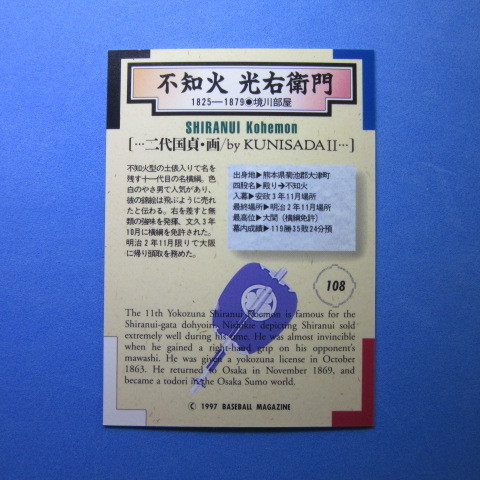 不知火 光右衛門
1825—1879●境川部屋
SHIRANUI Kohemon
[…二代国貞・画/by KUNISADAⅡ…]
不知火型の土俵入りで名を
残す十一代目の名横綱。色
白のやさ男で人気があり、
彼の錦絵は飛ぶように売れ
たと伝わる。右を差すと無
類の強味を発揮、文久3年
10月に横綱を免許された。
明治2年11月限りで大阪
に帰り頭取を務めた。
出身地▶熊本県菊池郡大津町
四股名▶殿り➔不知火
入幕▶安政3年11月場所
最終場所▶明治2年11月場所
最高位▶大関(横綱免許)
幕内成績▶119勝35敗24分預
108
The 11th Yokozuna Shiranui Koemon is famous for the
Shiranui-gata dohyoiri. Nishikie depicting Shiranui sold
extremely well during his time. He was almost invincible
when he gained a right-hand grip on his opponent's
mawashi. He was given a yokozuna license in October
1863. He returned to Osaka in November 1869, and
became a todori in the Osaka Sumo world.
© 1997 BASEBALL MAGAZINE